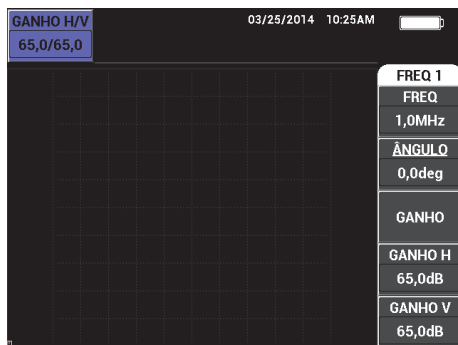 GANHO H/V
65,0/65,0
03/25/2014 10:25AM
FREQ 1
FREQ
1,0MHz
ÂNGULO
0,0deg
GANHO
GANHO H
65,0dB
GANHO V
65,0dB